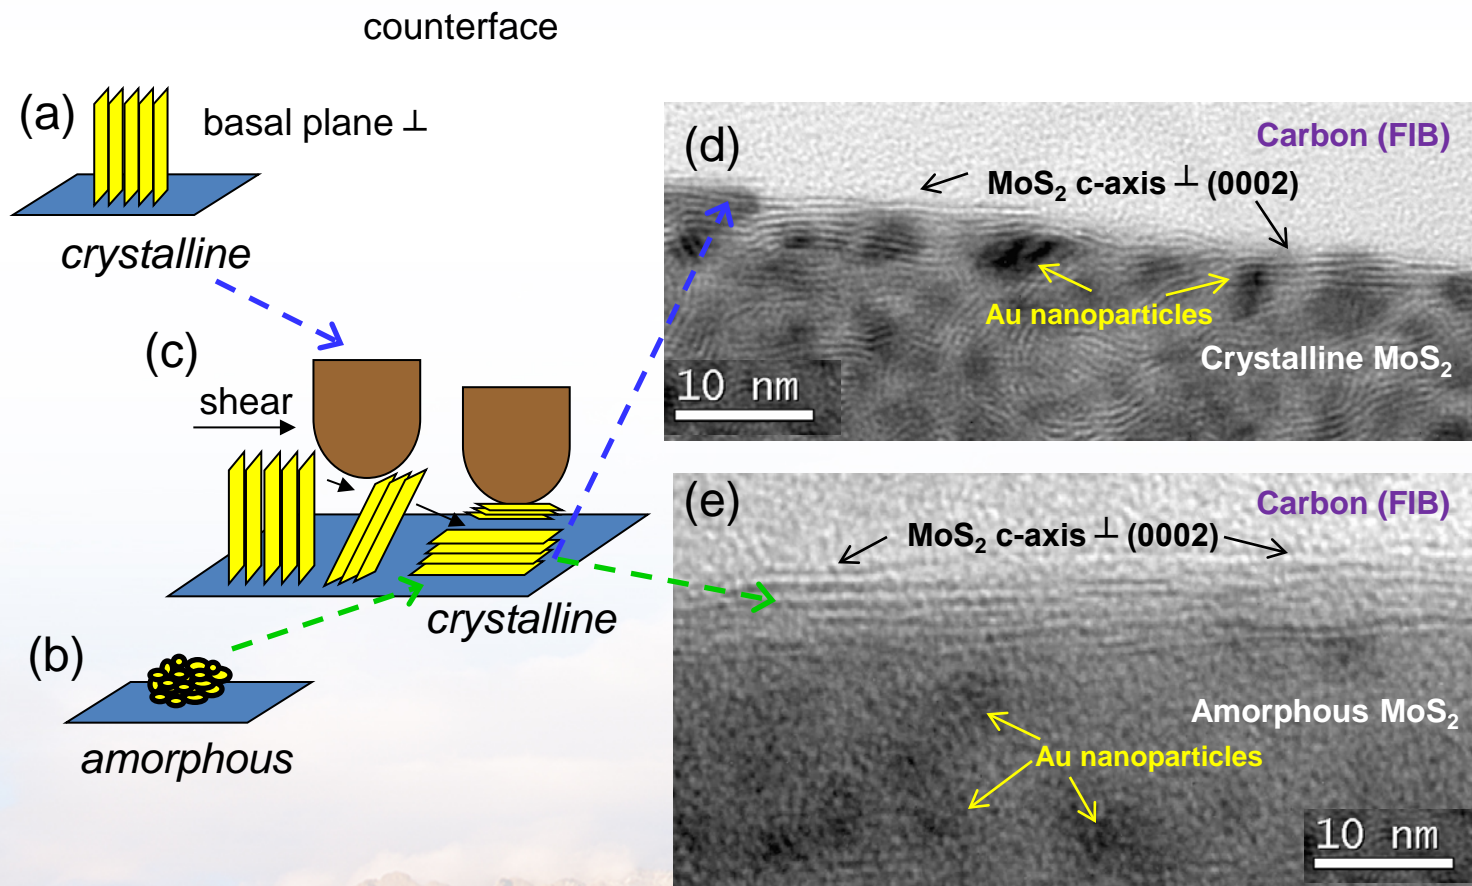 counterface
(a)
basal plane ⊥
crystalline
(c)
shear
crystalline
(b)
amorphous
(d)
Carbon (FIB)
MoS₂ c-axis ⊥ (0002)
Au nanoparticles
Crystalline MoS₂
10 nm
(e)
Carbon (FIB)
MoS₂ c-axis ⊥ (0002)
Amorphous MoS₂
Au nanoparticles
10 nm